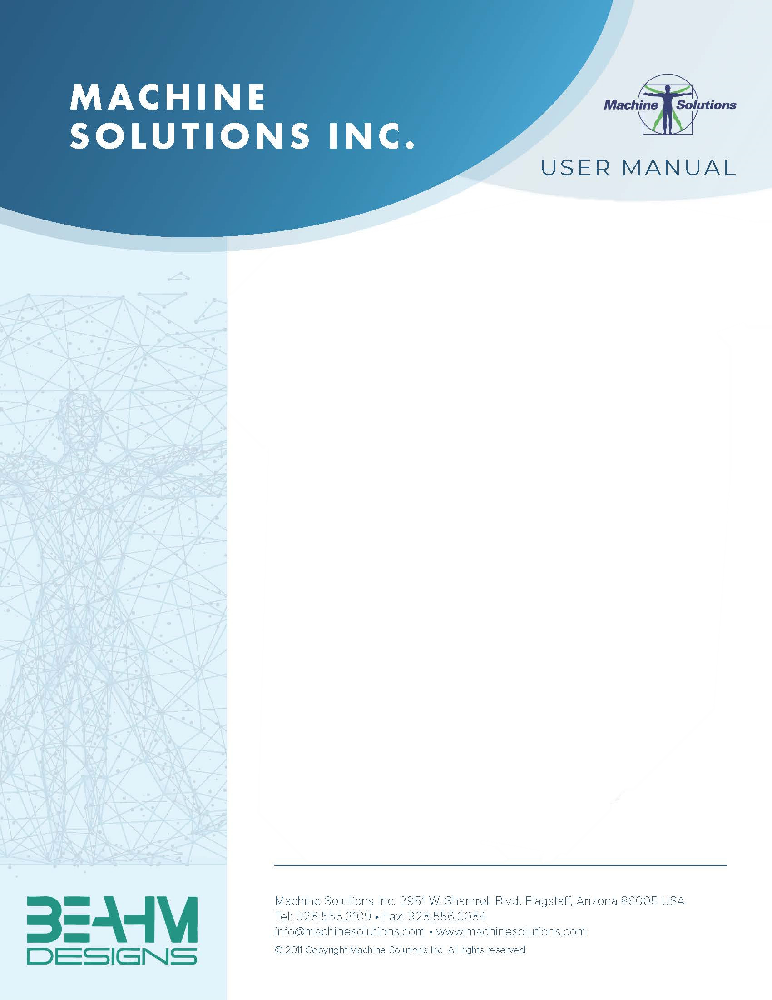 MACHINE
SOLUTIONS INC.
Machine Solutions
USER MANUAL
BEAHM
DESIGNS
Machine Solutions Inc. 2951 W. Shamrell Blvd. Flagstaff, Arizona 86005 USA
Tel: 928.556.3109 • Fax: 928.556.3084
info@machinesolutions.com • www.machinesolutions.com
© 2011 Copyright Machine Solutions Inc. All rights reserved.